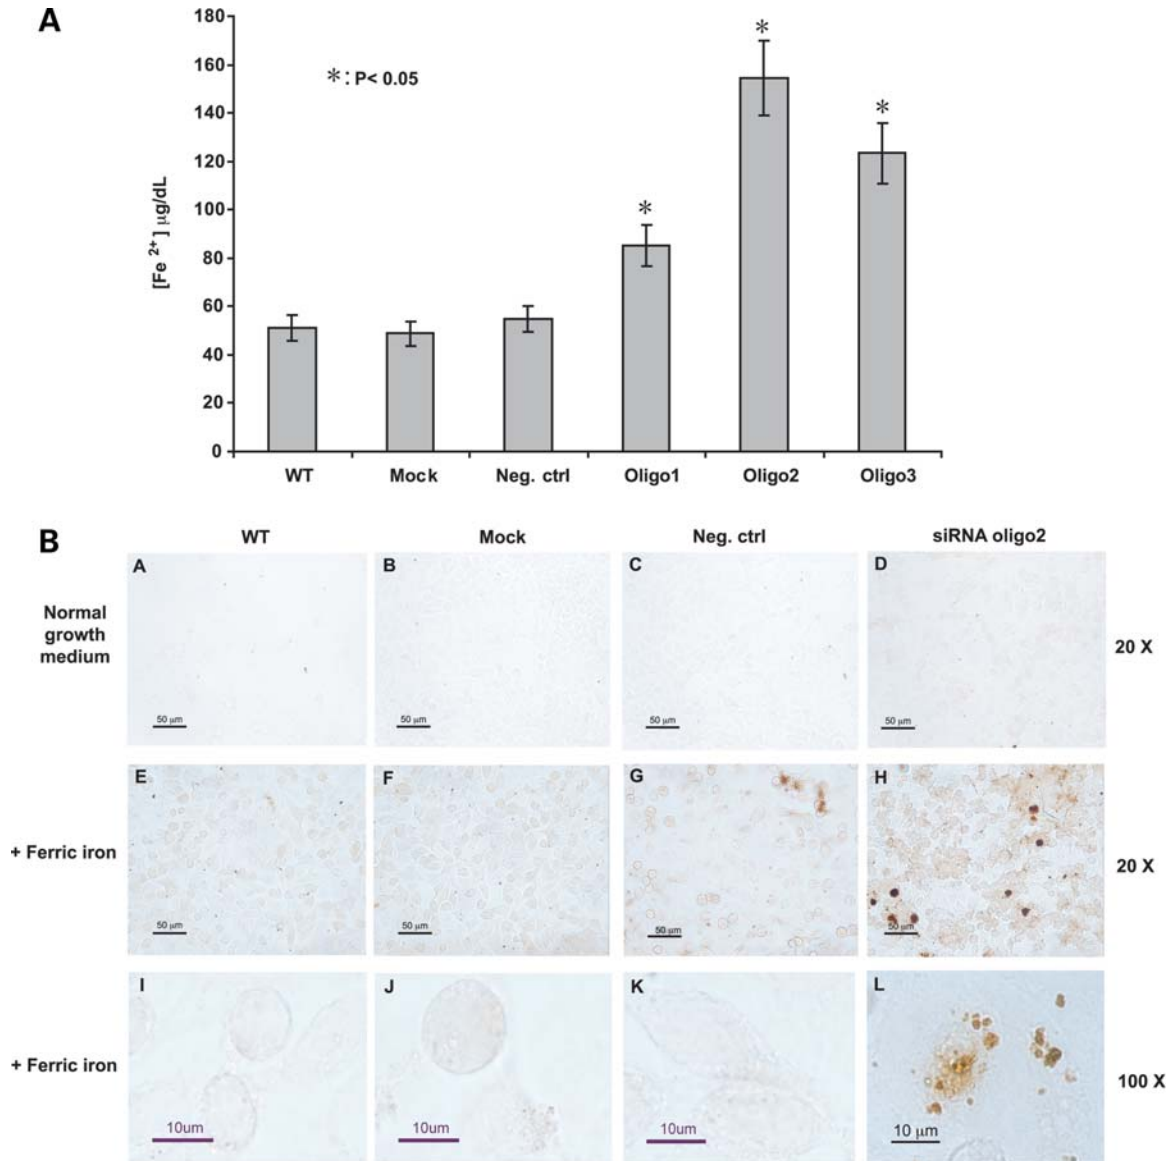 A
180
160
140
120
100
80
60
40
20
0
[Fe 2+] µg/dL
*: P< 0.05
*
*
*
WT Mock Neg. ctrl Oligo1 Oligo2 Oligo3
B
WT Mock Neg. ctrl siRNA oligo2
Normal
growth
medium
A B C D
50 µm 50 µm 50 µm 50 µm
20 X
+ Ferric iron
E F G H
50 µm 50 µm 50 µm 50 µm
20 X
+ Ferric iron
I J K L
10um 10um 10um 10 µm
100 X